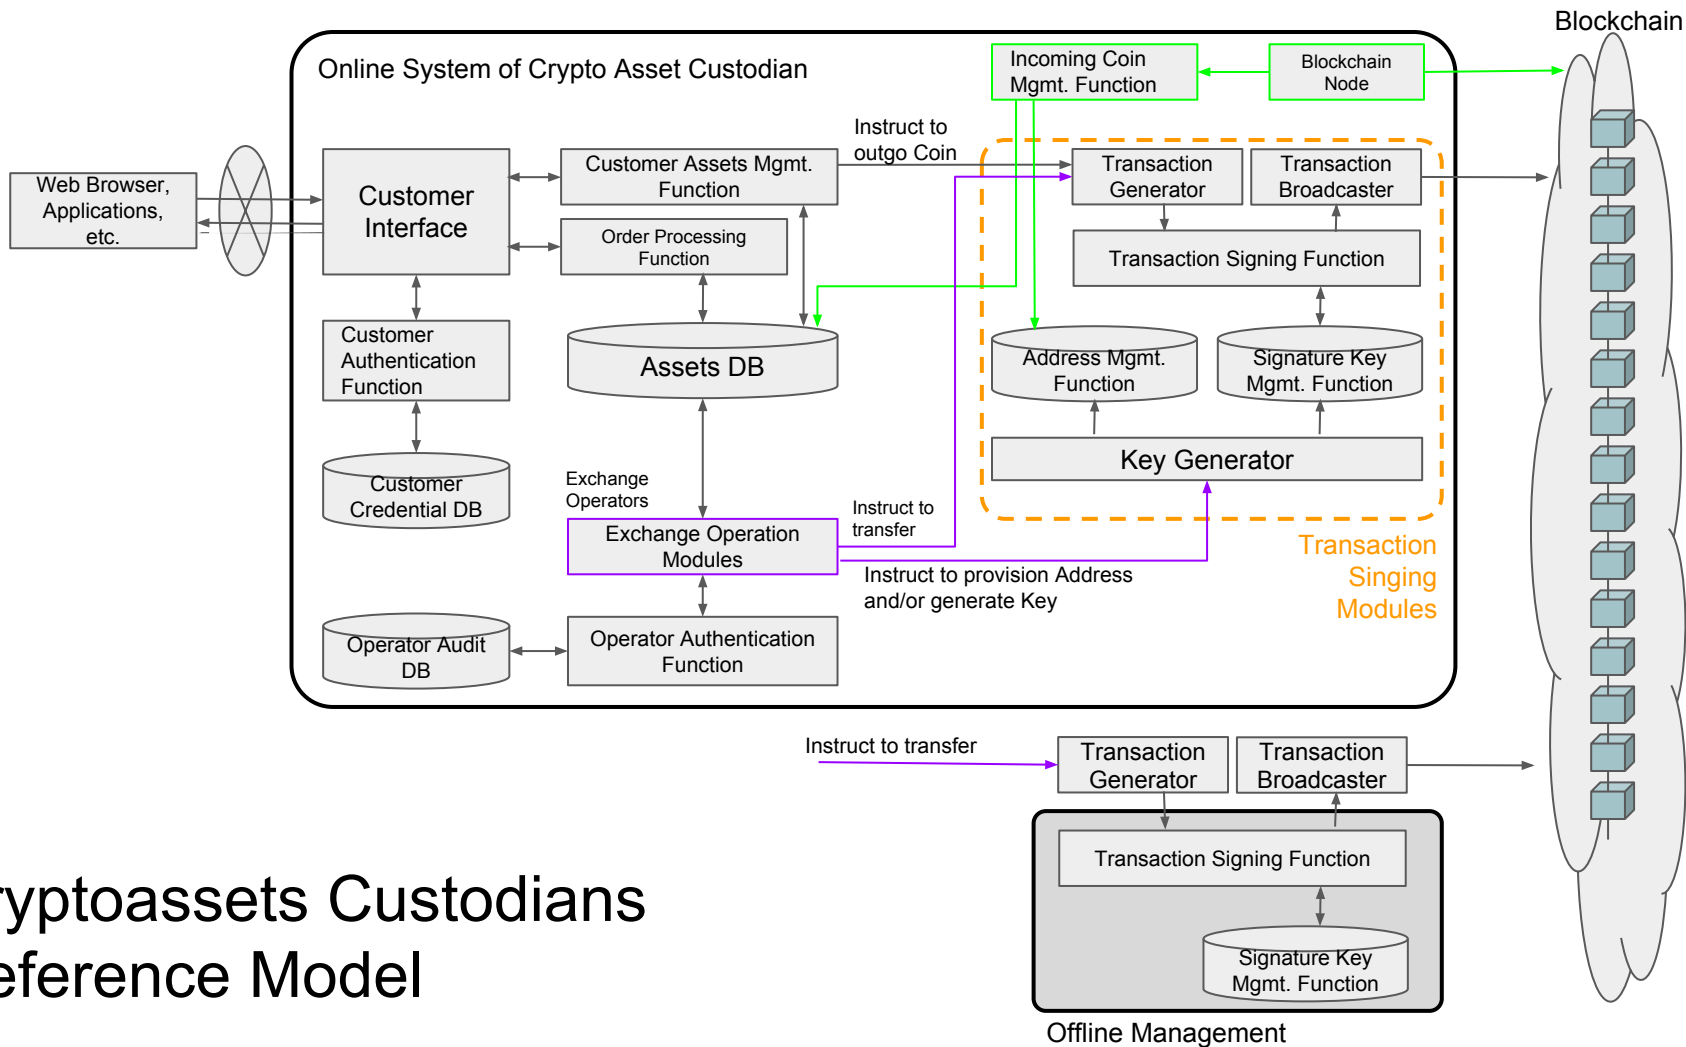 Blockchain
Online System of Crypto Asset Custodian
Incoming Coin
Mgmt. Function
Blockchain
Node
Instruct to
outgo Coin
Web Browser,
Applications,
etc.
Customer
Interface
Customer Assets Mgmt.
Function
Transaction
Generator
Transaction
Broadcaster
Order Processing
Function
Transaction Signing Function
Customer
Authentication
Function
Assets DB
Address Mgmt.
Function
Signature Key
Mgmt. Function
Key Generator
Customer
Credential DB
Exchange
Operators
Exchange Operation
Modules
Instruct to
transfer
Instruct to provision Address
and/or generate Key
Transaction
Singing
Modules
Operator Audit
DB
Operator Authentication
Function
Instruct to transfer
Transaction
Generator
Transaction
Broadcaster
Transaction Signing Function
Signature Key
Mgmt. Function
Offline Management
ryptoassets Custodians
eference Model